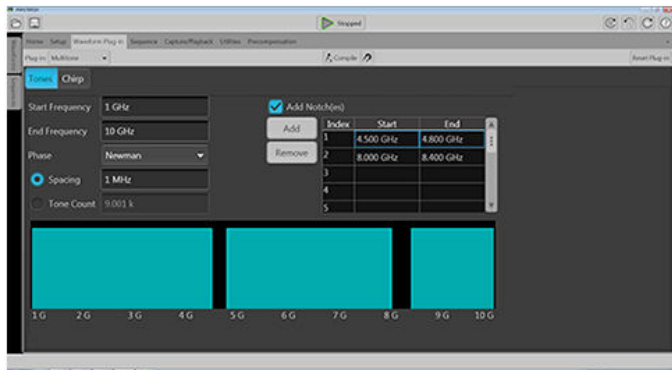 Stopped
Home Setup Waveform Plug-in Sequence Capture/Playback Utilities Precompensation
Plug-in Multitone Compile Reset Plug-in
Tones Chirp
Start Frequency 1 GHz
End Frequency 10 GHz
Phase Newman
Spacing 1 MHz
Tone Count 9.001 k
Add Notch(es)
Add
Remove
Index Start End
1 4.500 GHz 4.800 GHz
2 8.000 GHz 8.400 GHz
3
4
5
1 G 2 G 3 G 4 G 5 G 6 G 7 G 8 G 9 G 10 G